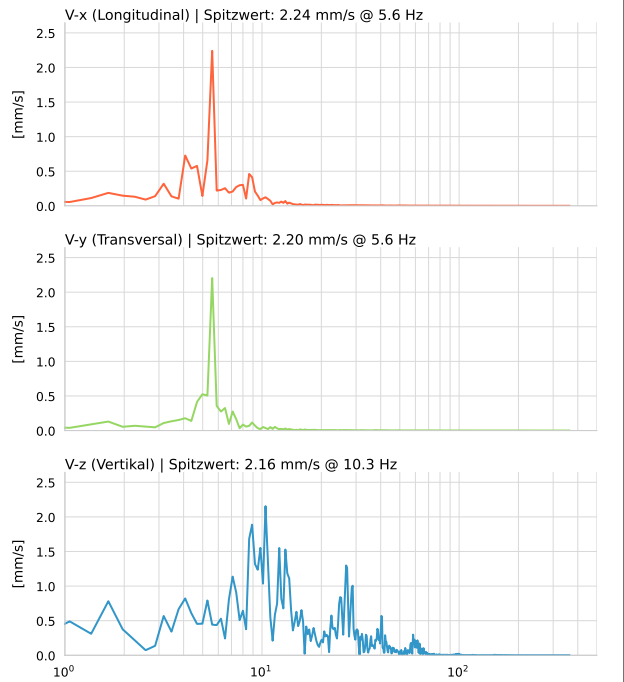 V-x (Longitudinal) | Spitzwert: 2.24 mm/s @ 5.6 Hz
2.5
2.0
1.5
1.0
0.5
0.0
[mm/s]
V-y (Transversal) | Spitzwert: 2.20 mm/s @ 5.6 Hz
2.5
2.0
1.5
1.0
0.5
0.0
[mm/s]
V-z (Vertikal) | Spitzwert: 2.16 mm/s @ 10.3 Hz
2.5
2.0
1.5
1.0
0.5
0.0
[mm/s]
10⁰ 10¹ 10²